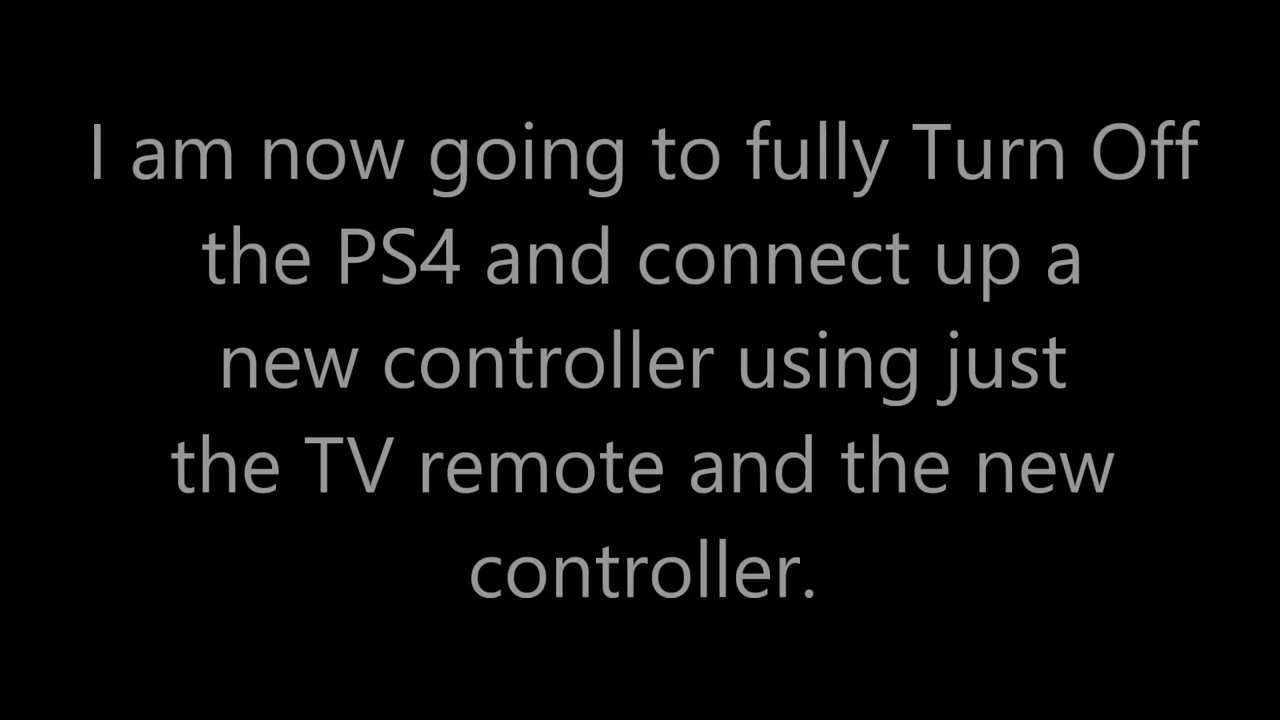 I am now going to fully Turn Off
the PS4 and connect up a
new controller using just
the TV remote and the new
controller.